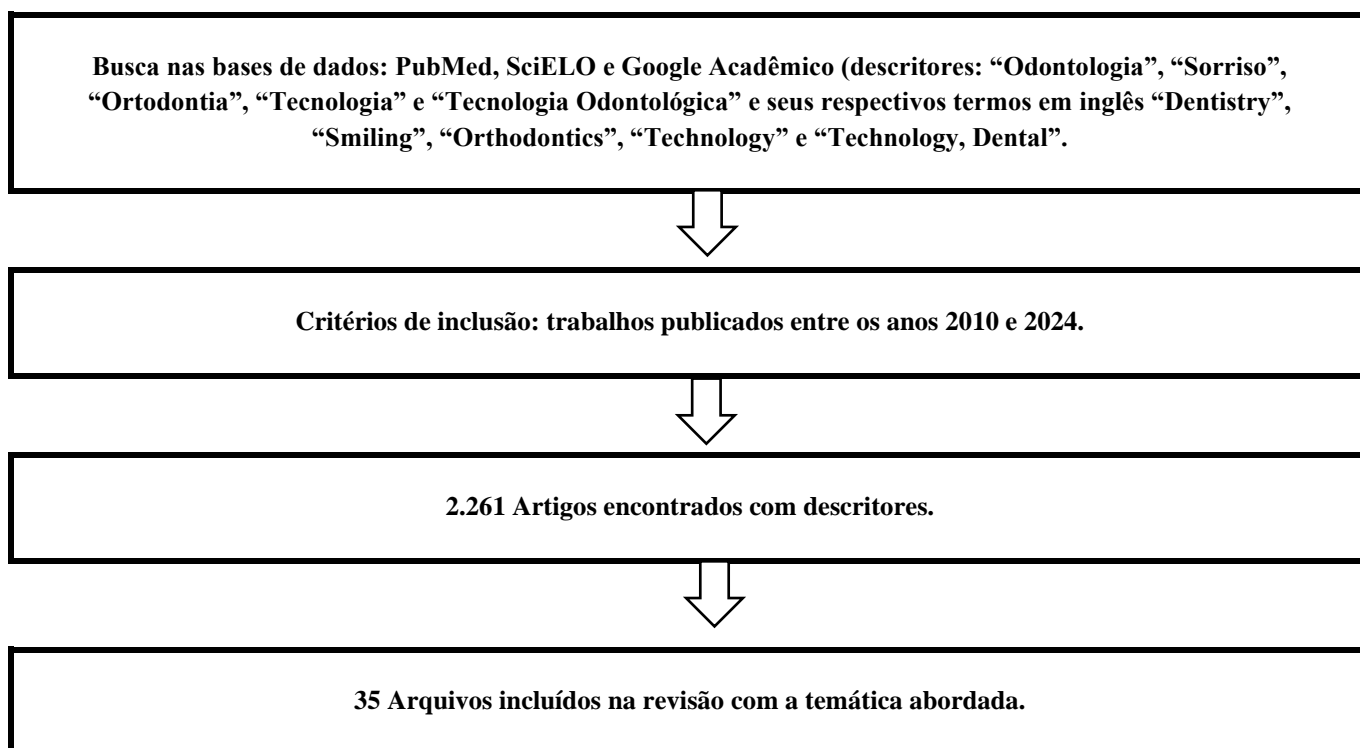 Busca nas bases de dados: PubMed, SciELO e Google Acadêmico (descritores: “Odontologia”, “Sorriso”,
“Ortodontia”, “Tecnologia” e “Tecnologia Odontológica” e seus respectivos termos em inglês “Dentistry”,
“Smiling”, “Orthodontics”, “Technology” e “Technology, Dental”.
Critérios de inclusão: trabalhos publicados entre os anos 2010 e 2024.
2.261 Artigos encontrados com descritores.
35 Arquivos incluídos na revisão com a temática abordada.